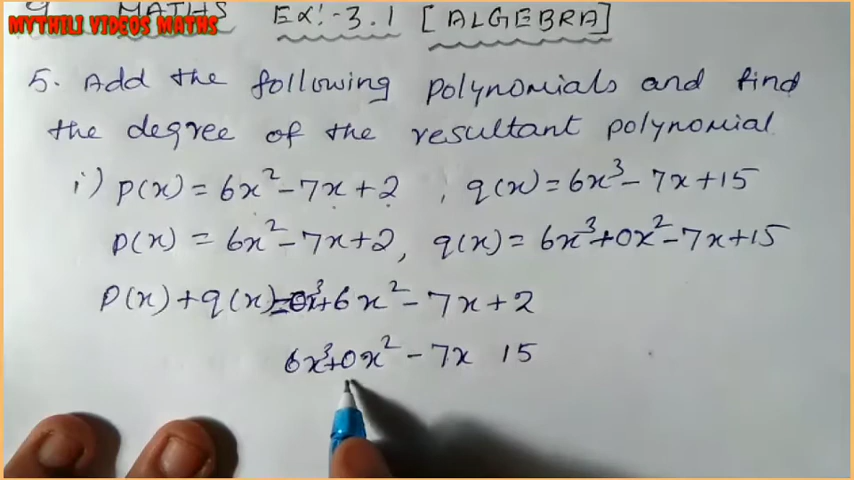 9 MATHS EX:-3.1 [ALGEBRA]
MYTHILI VIDEOS MATHS
5. Add the following polynomials and find
the degree of the resultant polynomial
i) p(x) = 6x² - 7x + 2 , q(x) = 6x³ - 7x + 15
p(x) = 6x² - 7x + 2, q(x) = 6x³ + 0x² - 7x + 15
p(x) + q(x) = 0x³ + 6x² - 7x + 2
6x³ + 0x² - 7x 15